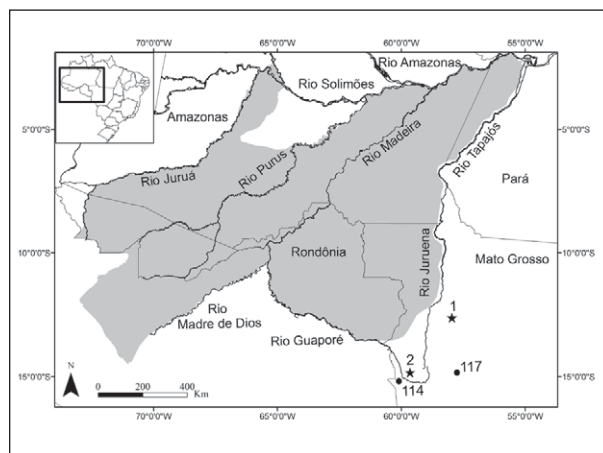 70°0'0"W 65°0'0"W 60°0'0"W 55°0'0"W
Rio Amazonas
Rio Solimões
Amazonas
5°0'0"S 5°0'0"S
Rio Juruá
Rio Purus
Rio Madeira
Rio Tapajós
Pará
10°0'0"S 10°0'0"S
Rondônia
Rio Juruena
Mato Grosso
Rio
Madre de Dios
Rio Guaporé
1
2
117
114
15°0'0"S 15°0'0"S
N
0 200 400
Km
70°0'0"W 65°0'0"W 60°0'0"W 55°0'0"W